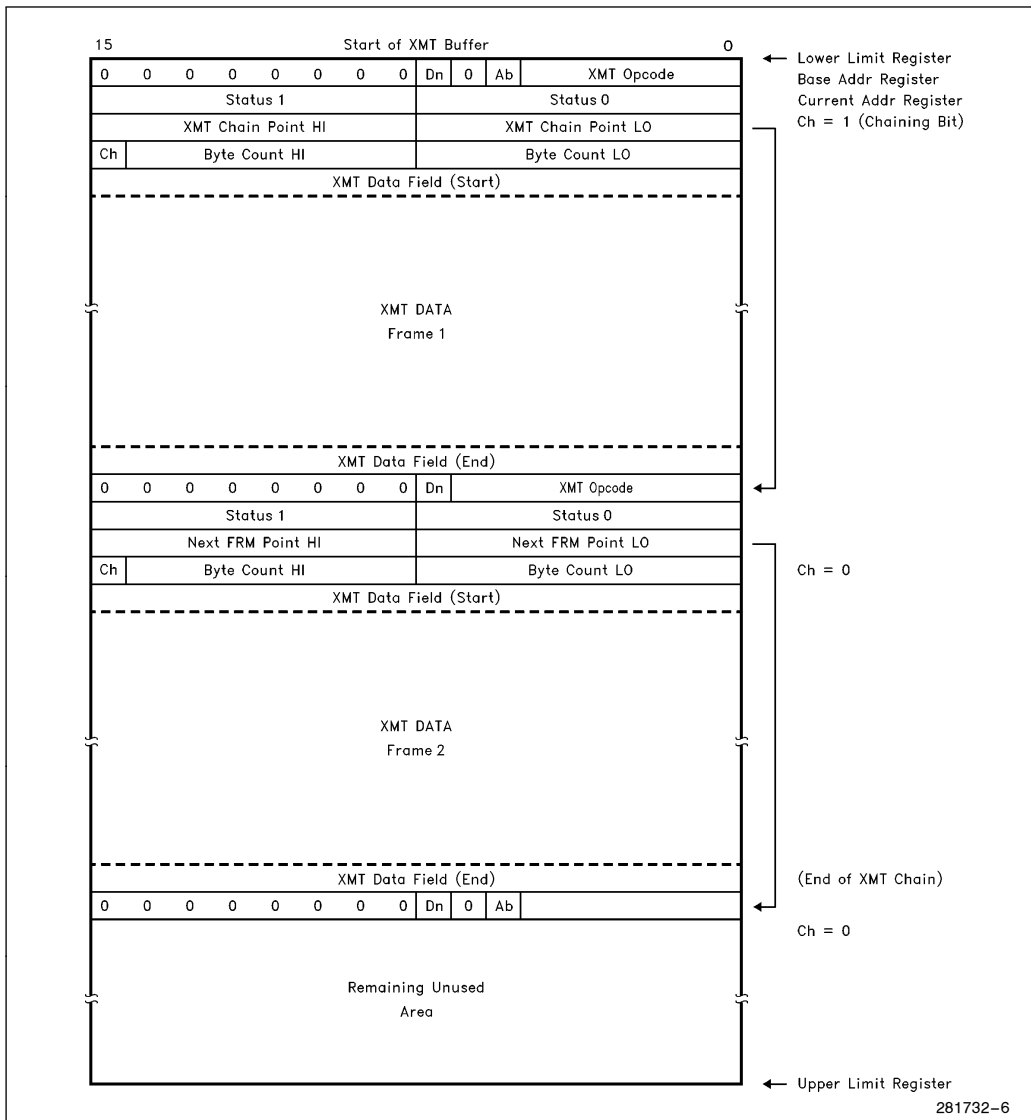 15 Start of XMT Buffer 0
0 0 0 0 0 0 0 0 Dn 0 Ab XMT Opcode
Lower Limit Register
Base Addr Register
Current Addr Register
Ch = 1 (Chaining Bit)
Status 1 Status 0
XMT Chain Point HI XMT Chain Point LO
Ch Byte Count HI Byte Count LO
XMT Data Field (Start)
XMT DATA
Frame 1
XMT Data Field (End)
0 0 0 0 0 0 0 0 Dn XMT Opcode
Status 1 Status 0
Next FRM Point HI Next FRM Point LO
Ch Byte Count HI Byte Count LO Ch = 0
XMT Data Field (Start)
XMT DATA
Frame 2
XMT Data Field (End) (End of XMT Chain)
0 0 0 0 0 0 0 0 Dn 0 Ab
Ch = 0
Remaining Unused
Area
Upper Limit Register
281732–6